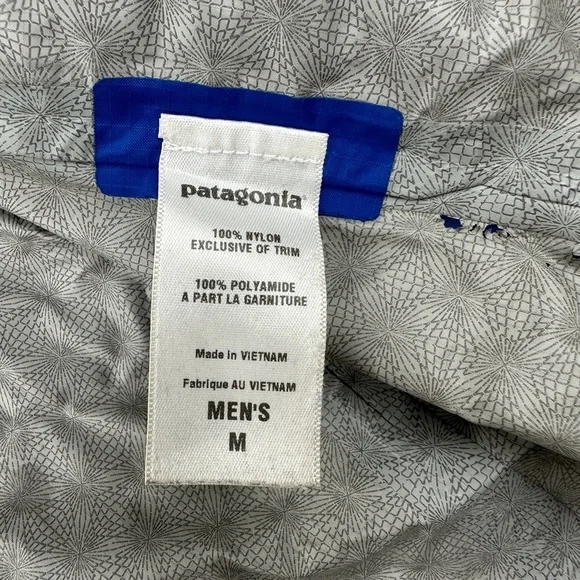 patagonia
100% NYLON
EXCLUSIVE OF TRIM
100% POLYAMIDE
A PART LA GARNITURE
Made in VIETNAM
Fabrique AU VIETNAM
MEN'S
M